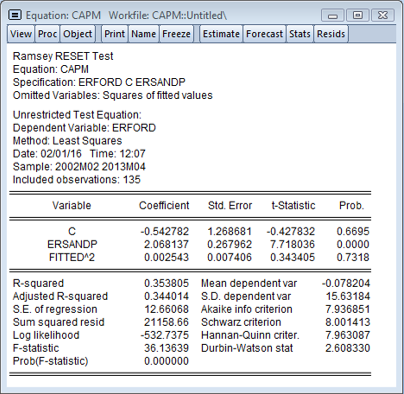 Equation: CAPM Workfile: CAPM::Untitled\
View Proc Object Print Name Freeze Estimate Forecast Stats Resids
Ramsey RESET Test
Equation: CAPM
Specification: ERFORD C ERSANDP
Omitted Variables: Squares of fitted values
Unrestricted Test Equation:
Dependent Variable: ERFORD
Method: Least Squares
Date: 02/01/16 Time: 12:07
Sample: 2002M02 2013M04
Included observations: 135
Variable Coefficient Std. Error t-Statistic Prob.
C -0.542782 1.268681 -0.427832 0.6695
ERSANDP 2.068137 0.267962 7.718036 0.0000
FITTED^2 0.002543 0.007406 0.343405 0.7318
R-squared 0.353805 Mean dependent var -0.078204
Adjusted R-squared 0.344014 S.D. dependent var 15.63184
S.E. of regression 12.66068 Akaike info criterion 7.936851
Sum squared resid 21158.66 Schwarz criterion 8.001413
Log likelihood -532.7375 Hannan-Quinn criter. 7.963087
F-statistic 36.13639 Durbin-Watson stat 2.608330
Prob(F-statistic) 0.000000